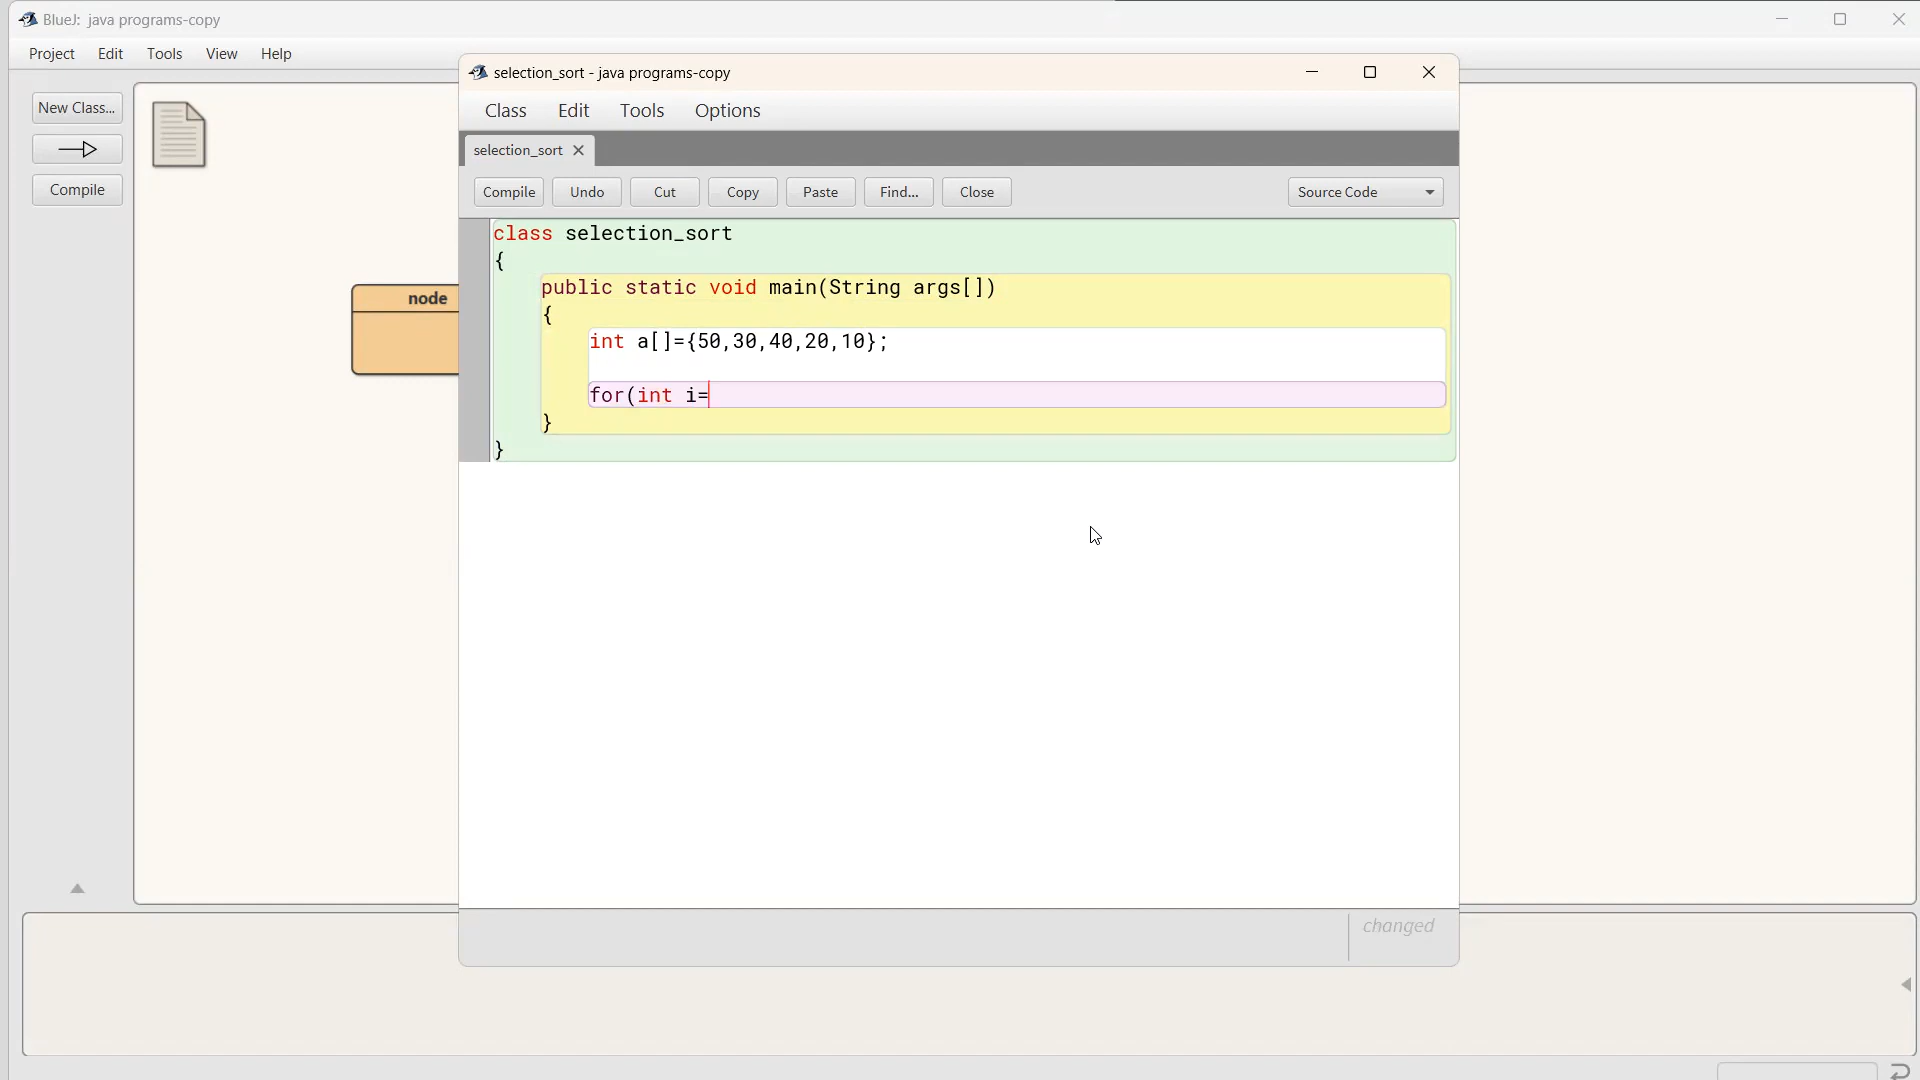 BlueJ: java programs-copy
Project Edit Tools View Help
New Class...
Compile
node
selection_sort - java programs-copy
Class Edit Tools Options
selection_sort
Compile Undo Cut Copy Paste Find... Close Source Code
class selection_sort
{
public static void main(String args[])
{
int a[]={50,30,40,20,10};
for(int i=
}
}
changed